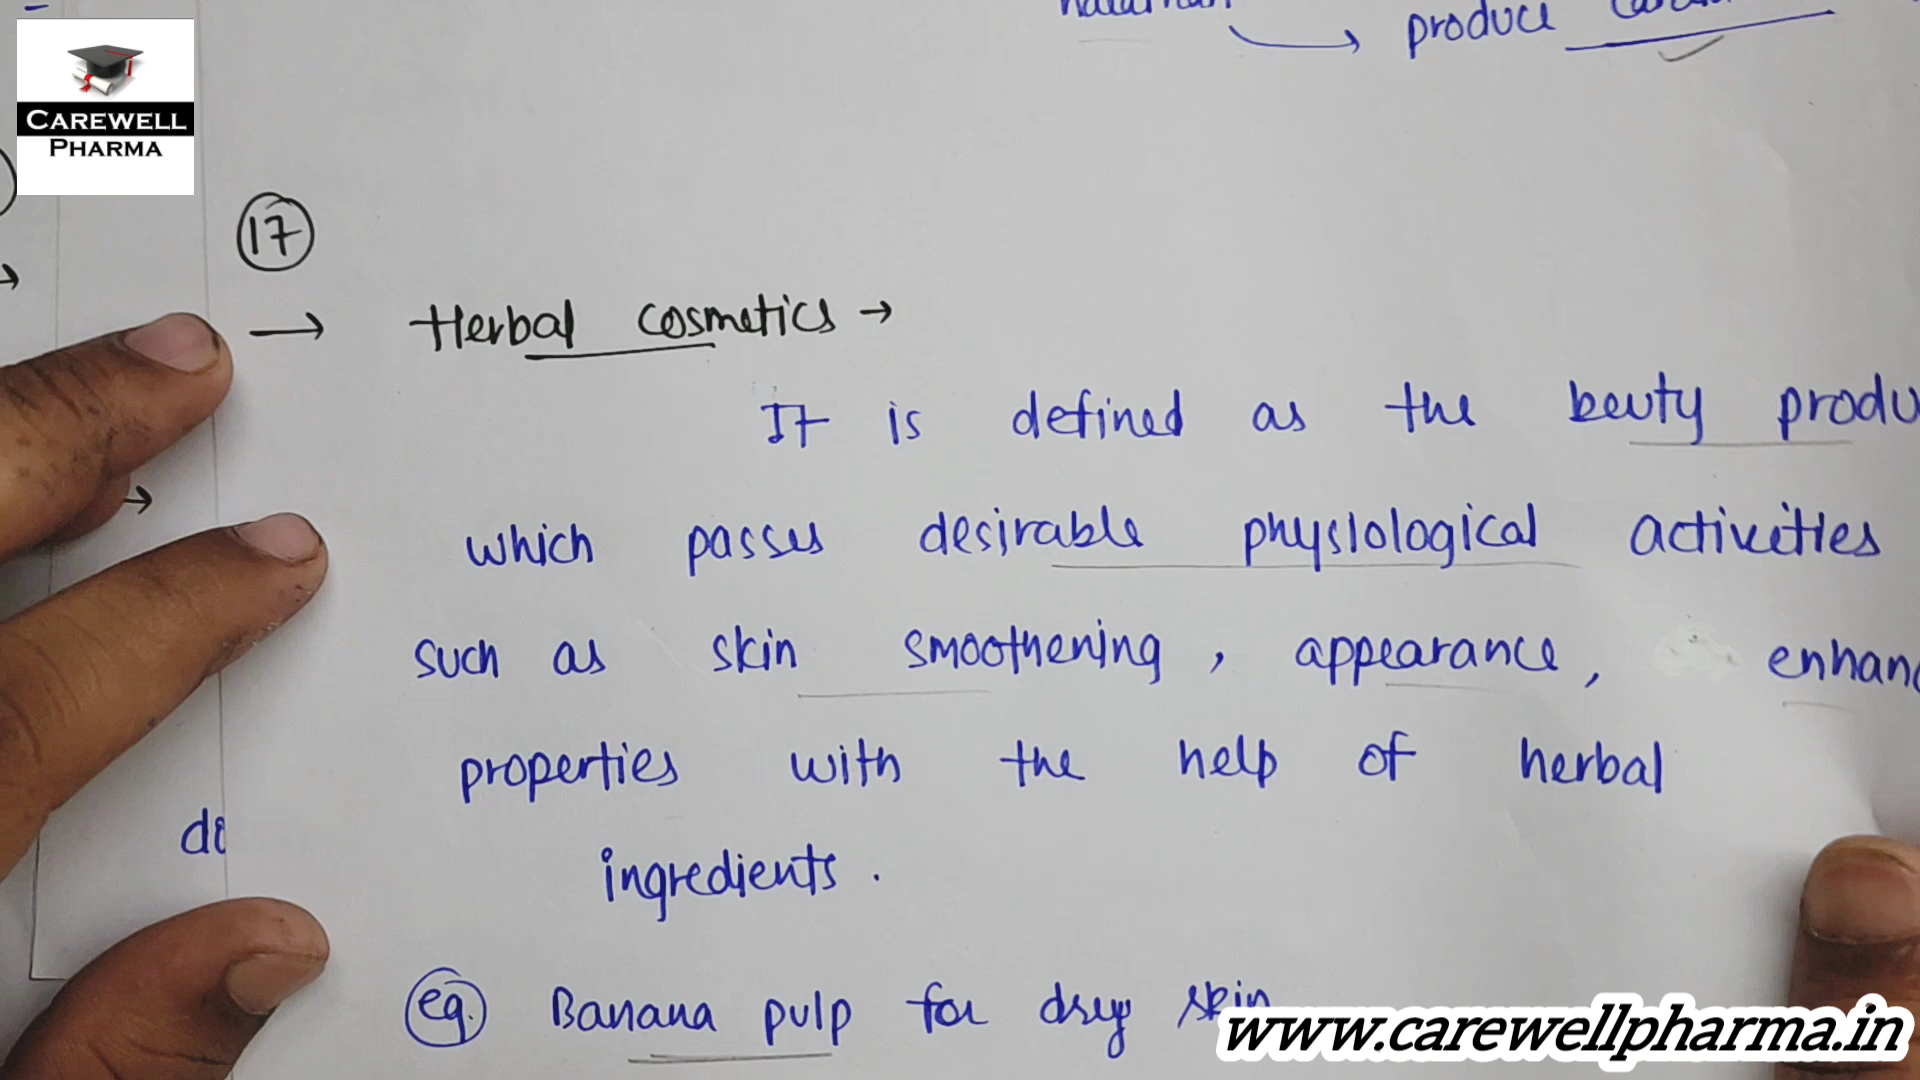 produce
CAREWELL
PHARMA
17
→ Herbal cosmetics →
It is defined as the beuty produ
which passes desirable physiological activities
such as skin smoothening, appearance, enhanc
properties with the help of herbal
ingredients.
eg. Banana pulp for dry skin
www.carewellpharma.in